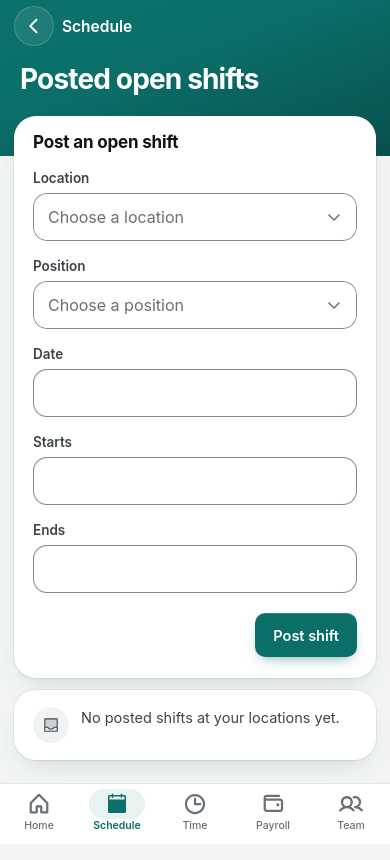 Schedule
Posted open shifts
Post an open shift
Location
Choose a location
Position
Choose a position
Date
Starts
Ends
Post shift
No posted shifts at your locations yet.
Home
Schedule
Time
Payroll
Team